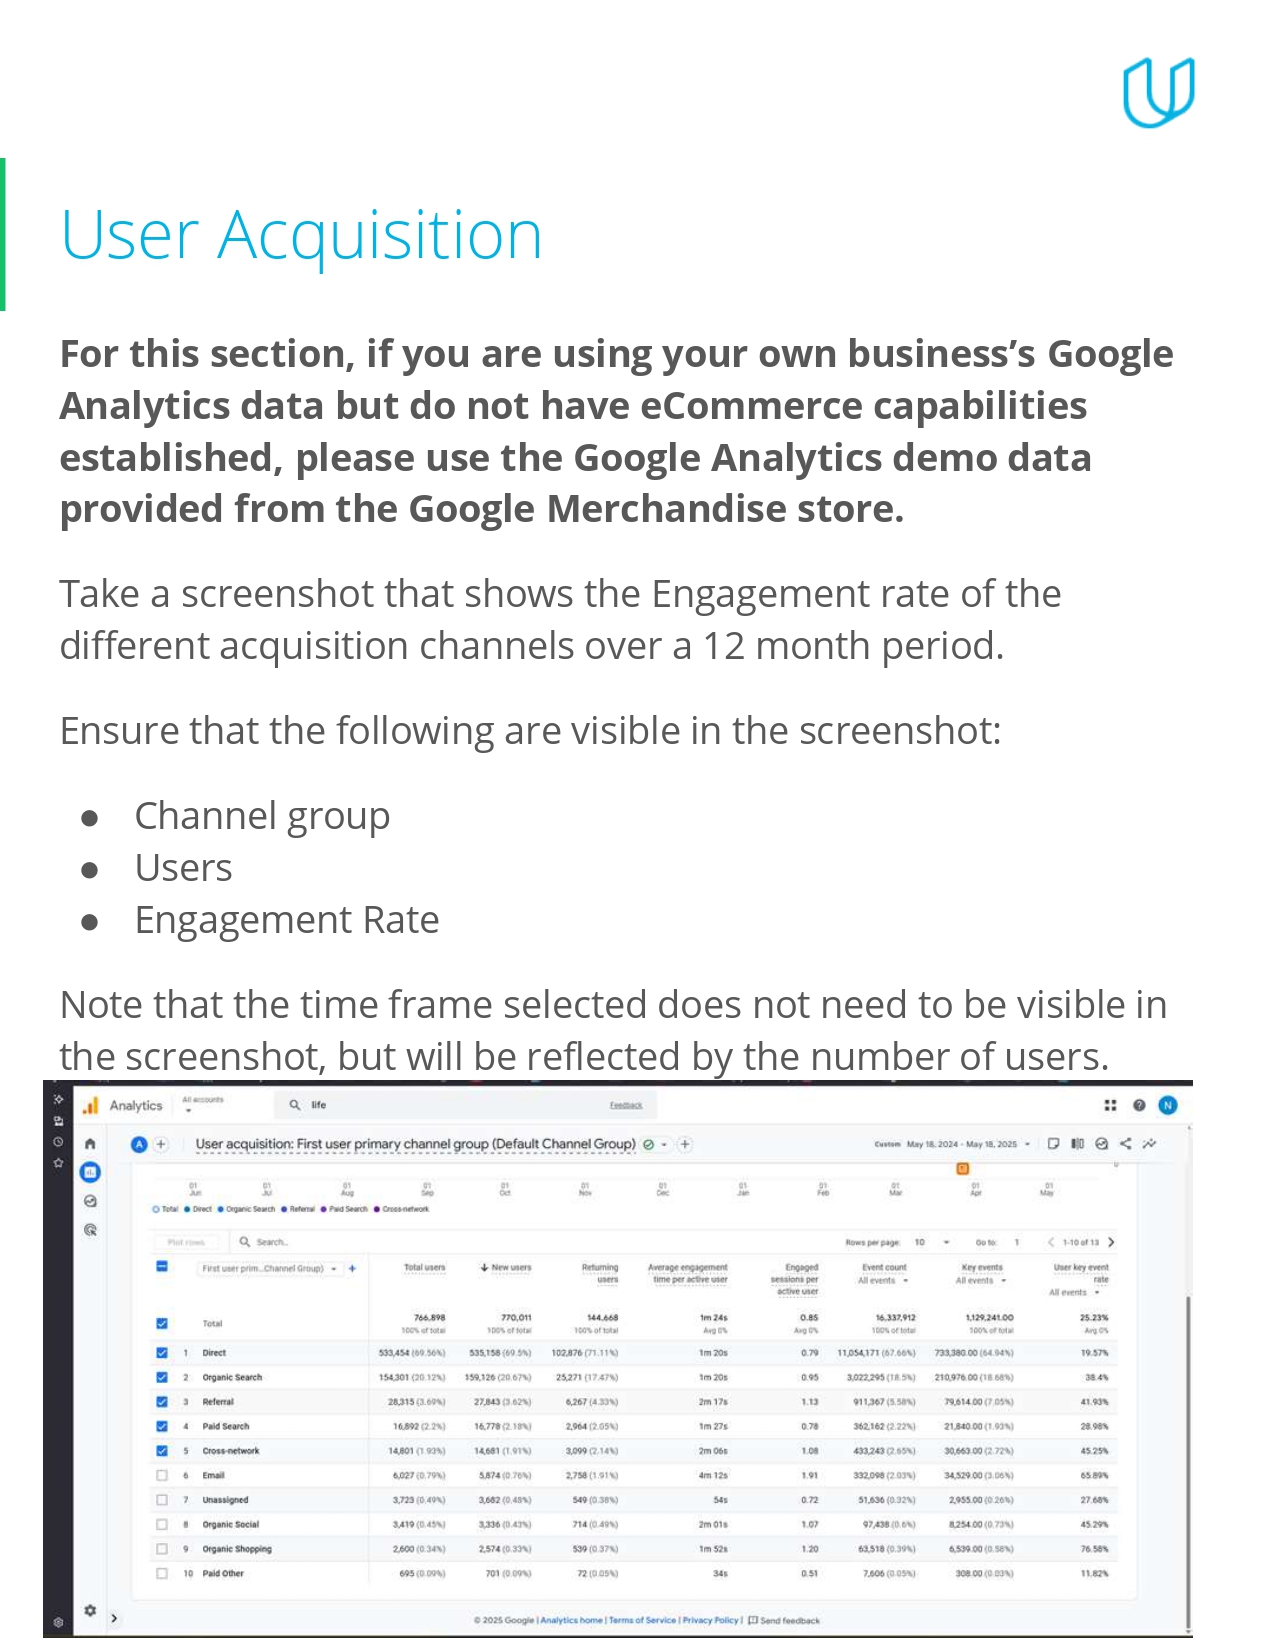 User Acquisition
For this section, if you are using your own business’s Google
Analytics data but do not have eCommerce capabilities
established, please use the Google Analytics demo data
provided from the Google Merchandise store.
Take a screenshot that shows the Engagement rate of the
different acquisition channels over a 12 month period.
Ensure that the following are visible in the screenshot:
● Channel group
● Users
● Engagement Rate
Note that the time frame selected does not need to be visible in
the screenshot, but will be reflected by the number of users.
Analytics All accounts life Feedback N
A User acquisition: First user primary channel group (Default Channel Group) Custom May 18, 2024 - May 18, 2025
01 Jun 01 Jul 01 Aug 01 Sep 01 Oct 01 Nov 01 Dec 01 Jan 01 Feb 01 Mar 01 Apr 01 May
Total Direct Organic Search Referral Paid Search Cross-network
Plot rows Search... Rows per page: 10 Go to: 1 1-10 of 13
First user prim...Channel Group) + Total users New users Returning users Average engagement time per active user Engaged sessions per active user Event count All events Key events All events User key event rate All events
Total 766,898 770,011 144,668 1m 24s 0.85 16,337,912 1,129,241.00 25.23%
100% of total 100% of total 100% of total Avg 0% Avg 0% 100% of total 100% of total Avg 0%
1 Direct 533,454 (69.56%) 535,158 (69.5%) 102,876 (71.11%) 1m 20s 0.79 11,054,171 (67.66%) 733,380.00 (64.94%) 19.57%
2 Organic Search 154,301 (20.12%) 159,126 (20.67%) 25,271 (17.47%) 1m 20s 0.95 3,022,295 (18.5%) 210,976.00 (18.68%) 38.4%
3 Referral 28,315 (3.69%) 27,843 (3.62%) 6,267 (4.33%) 2m 17s 1.13 911,367 (5.58%) 79,614.00 (7.05%) 41.93%
4 Paid Search 16,892 (2.2%) 16,778 (2.18%) 2,964 (2.05%) 1m 27s 0.78 362,162 (2.22%) 21,840.00 (1.93%) 28.98%
5 Cross-network 14,801 (1.93%) 14,681 (1.91%) 3,099 (2.14%) 2m 06s 1.08 433,243 (2.65%) 30,663.00 (2.72%) 45.25%
6 Email 6,027 (0.79%) 5,874 (0.76%) 2,758 (1.91%) 4m 12s 1.91 332,098 (2.03%) 34,529.00 (3.06%) 65.89%
7 Unassigned 3,723 (0.49%) 3,682 (0.48%) 549 (0.38%) 54s 0.72 51,636 (0.32%) 2,955.00 (0.26%) 27.68%
8 Organic Social 3,419 (0.45%) 3,336 (0.43%) 714 (0.49%) 2m 01s 1.07 97,438 (0.6%) 8,254.00 (0.73%) 45.29%
9 Organic Shopping 2,600 (0.34%) 2,574 (0.33%) 539 (0.37%) 1m 52s 1.20 63,518 (0.39%) 6,539.00 (0.58%) 76.58%
10 Paid Other 695 (0.09%) 701 (0.09%) 72 (0.05%) 34s 0.51 7,606 (0.05%) 308.00 (0.03%) 11.82%
© 2025 Google | Analytics home | Terms of Service | Privacy Policy | Send feedback